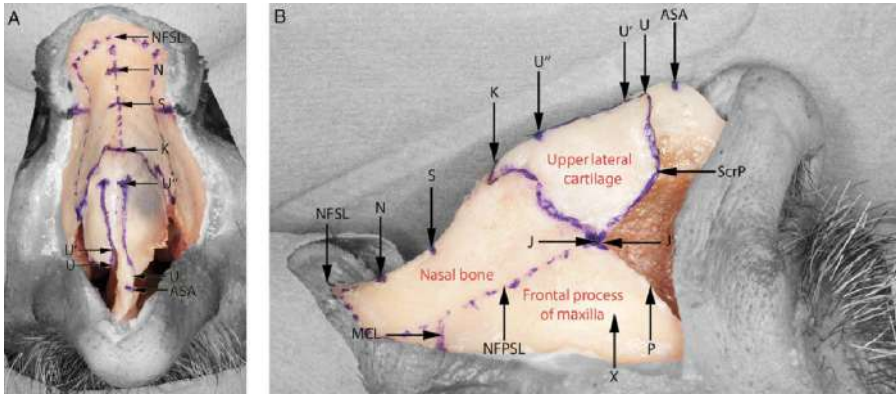 A
NFSL
N
S
K
U"
U'
U
U
ASA
B
ASA
U'
U
U"
K
S
ScrP
NFSL
N
Upper lateral
cartilage
J
J
Nasal bone
Frontal process
of maxilla
MCL
NFPSL
P
X